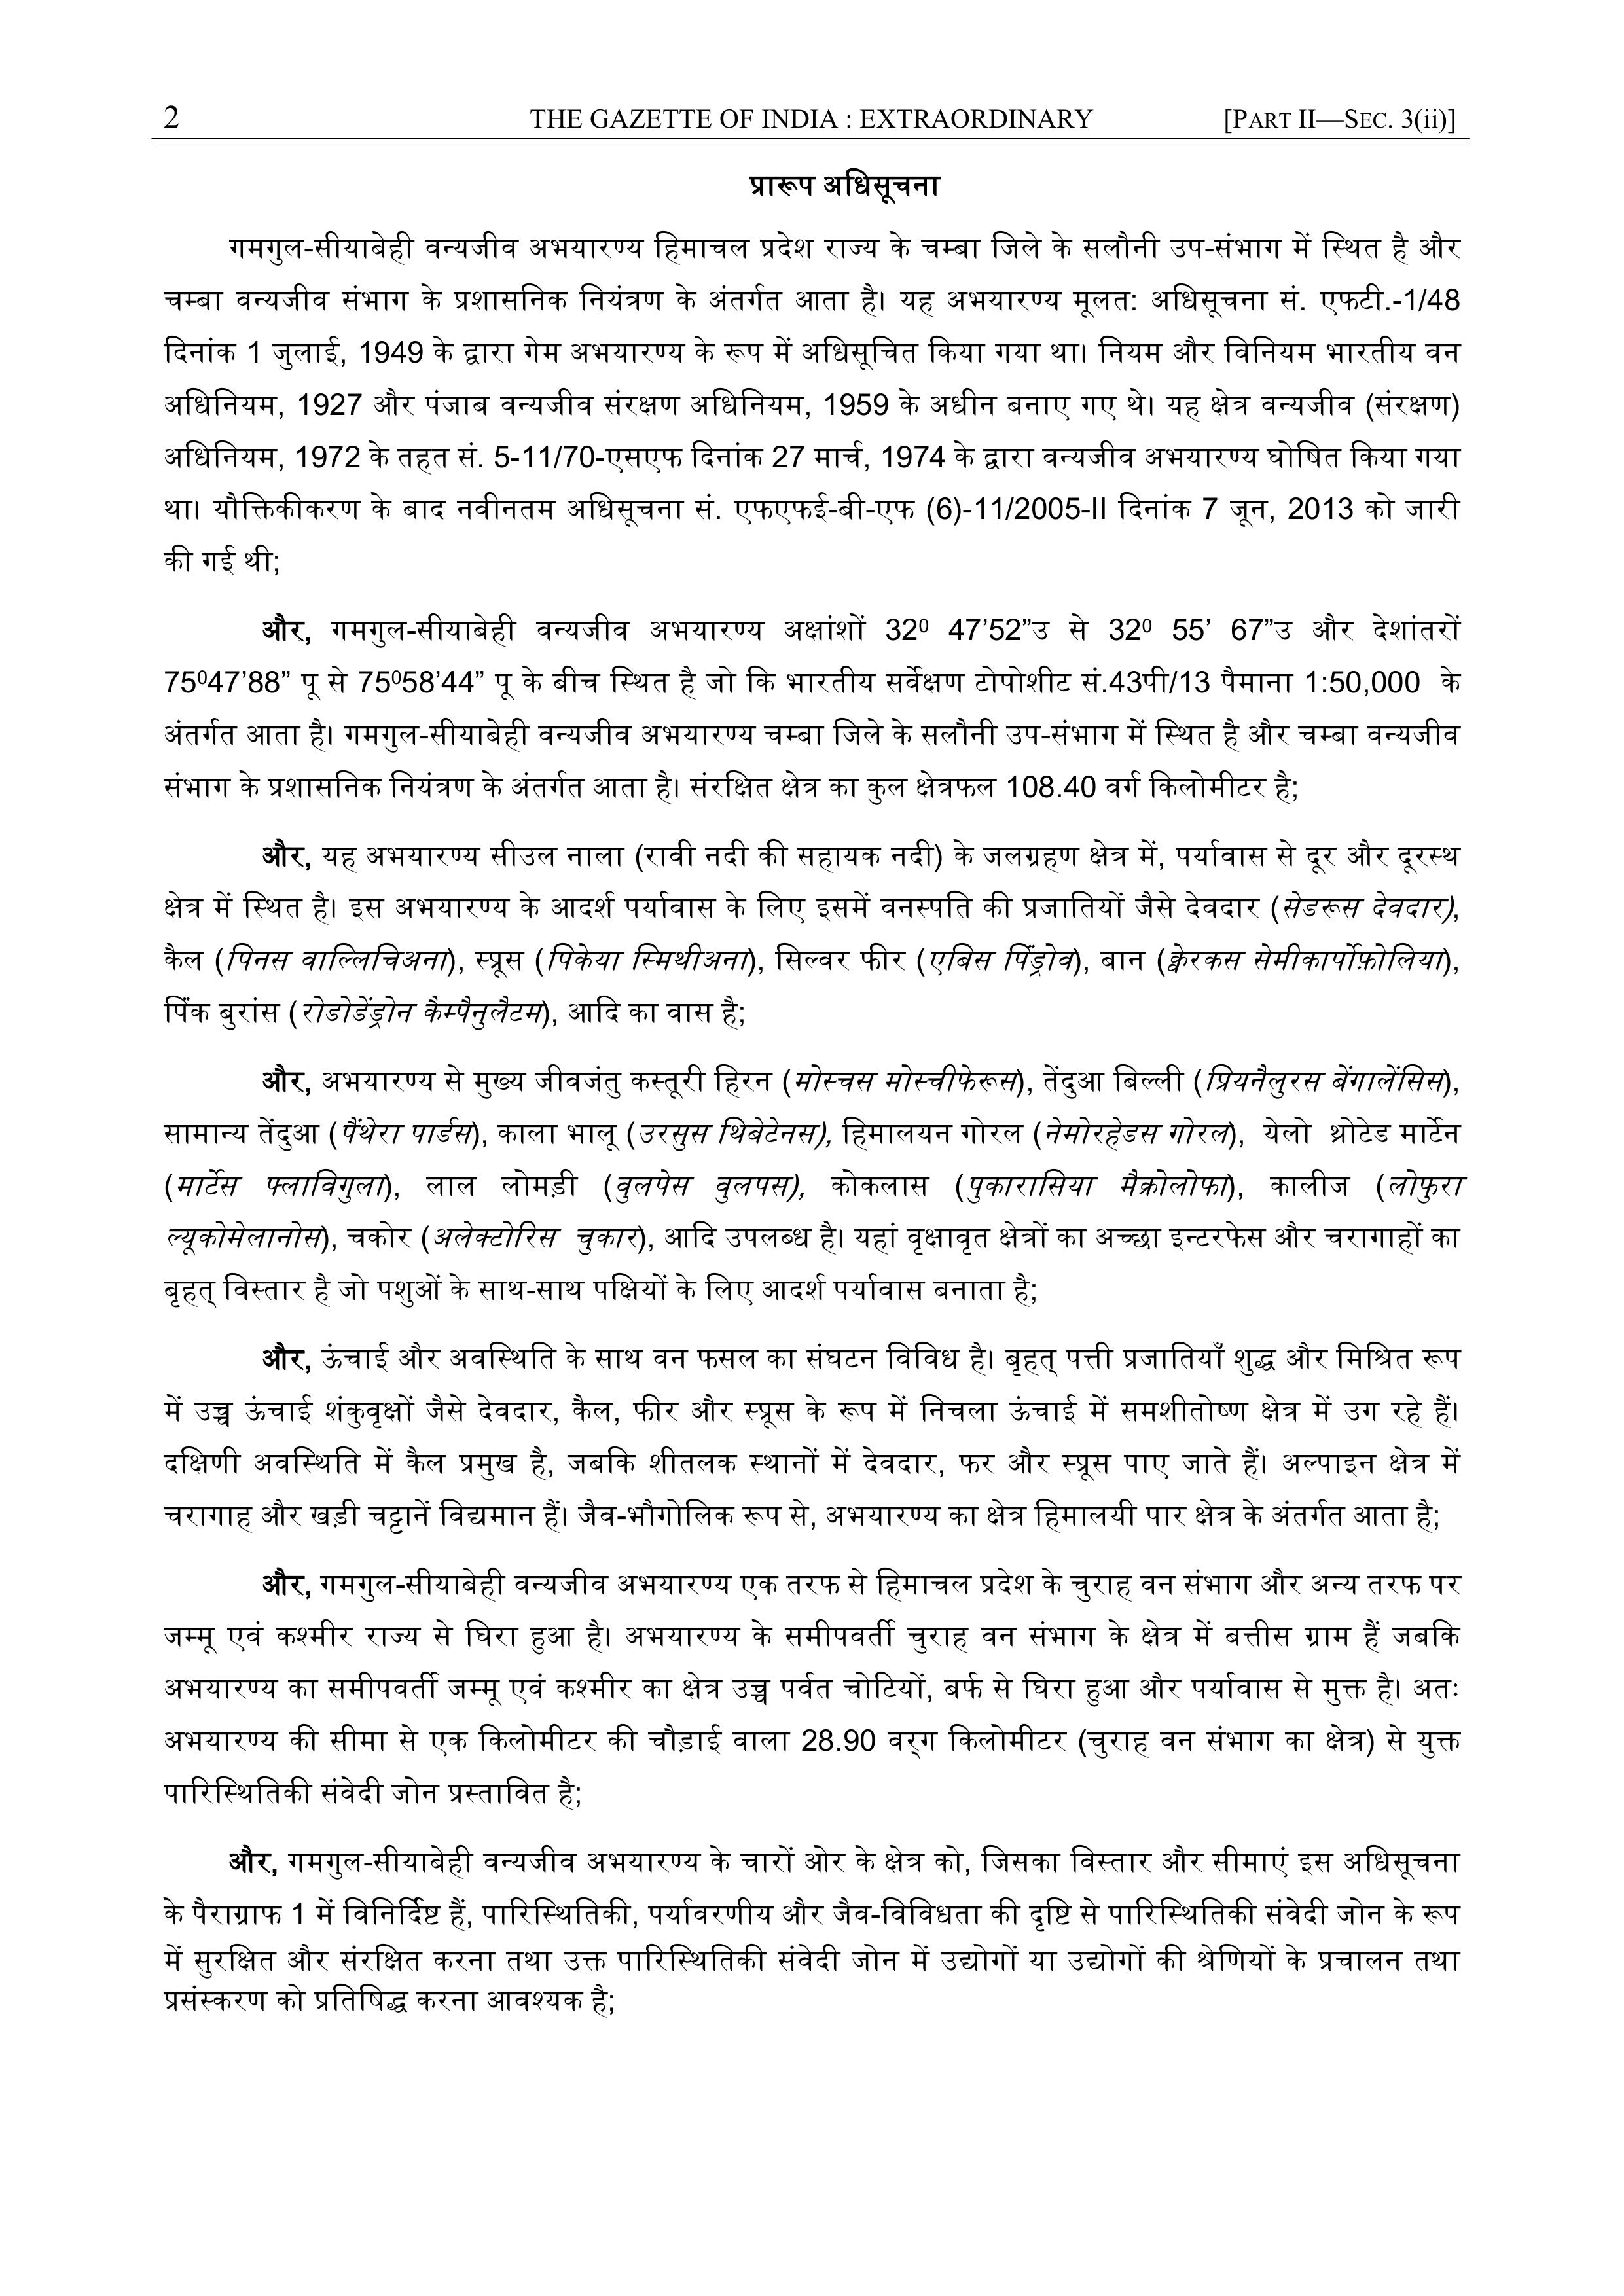 2 THE GAZETTE OF INDIA : EXTRAORDINARY [PART II—SEC. 3(ii)]
प्रारूप अधिसूचना
गमगुल-सीयाबेही वन्यजीव अभयारण्य हिमाचल प्रदेश राज्य के चम्बा जिले के सलौनी उप-संभाग में स्थित है और
चम्बा वन्यजीव संभाग के प्रशासनिक नियंत्रण के अंतर्गत आता है। यह अभयारण्य मूलत: अधिसूचना सं. एफटी.-1/48
दिनांक 1 जुलाई, 1949 के द्वारा गेम अभयारण्य के रूप में अधिसूचित किया गया था। नियम और विनियम भारतीय वन
अधिनियम, 1927 और पंजाब वन्यजीव संरक्षण अधिनियम, 1959 के अधीन बनाए गए थे। यह क्षेत्र वन्यजीव (संरक्षण)
अधिनियम, 1972 के तहत सं. 5-11/70-एसएफ दिनांक 27 मार्च, 1974 के द्वारा वन्यजीव अभयारण्य घोषित किया गया
था। यौक्तिकीकरण के बाद नवीनतम अधिसूचना सं. एफएफई-बी-एफ (6)-11/2005-II दिनांक 7 जून, 2013 को जारी
की गई थी;
और, गमगुल-सीयाबेही वन्यजीव अभयारण्य अक्षांशों 32⁰ 47’52”उ से 32⁰ 55’ 67”उ और देशांतरों
75⁰47’88” पू से 75⁰58’44” पू के बीच स्थित है जो कि भारतीय सर्वेक्षण टोपोशीट सं.43पी/13 पैमाना 1:50,000 के
अंतर्गत आता है। गमगुल-सीयाबेही वन्यजीव अभयारण्य चम्बा जिले के सलौनी उप-संभाग में स्थित है और चम्बा वन्यजीव
संभाग के प्रशासनिक नियंत्रण के अंतर्गत आता है। संरक्षित क्षेत्र का कुल क्षेत्रफल 108.40 वर्ग किलोमीटर है;
और, यह अभयारण्य सीउल नाला (रावी नदी की सहायक नदी) के जलग्रहण क्षेत्र में, पर्यावास से दूर और दूरस्थ
क्षेत्र में स्थित है। इस अभयारण्य के आदर्श पर्यावास के लिए इसमें वनस्पति की प्रजातियों जैसे देवदार (सेडरूस देवदार),
कैल (पिनस वाल्लिचिअना), स्प्रूस (पिकेया स्मिथीअना), सिल्वर फीर (एबिस पिंड्रोव), बान (क्वेरकस सेमीकार्पोफ़ोलिया),
पिंक बुरांस (रोडोडेंड्रोन कैम्पैनुलैटम), आदि का वास है;
और, अभयारण्य से मुख्य जीवजंतु कस्तूरी हिरन (मोस्चस मोस्चीफेरूस), तेंदुआ बिल्ली (प्रियनैलुरस बेंगालेंसिस),
सामान्य तेंदुआ (पैंथेरा पार्डस), काला भालू (उरसुस थिबेटेनस), हिमालयन गोरल (नेमोरहेडस गोरल), येलो थ्रोटेड मार्टेन
(मार्टेस फ्लाविगुला), लाल लोमड़ी (वुलपेस वुलपस), कोकलास (पुकारासिया मैक्रोलोफा), कालीज (लोफुरा
ल्यूकोमेलानोस), चकोर (अलेक्टोरिस चुकार), आदि उपलब्ध है। यहां वृक्षावृत क्षेत्रों का अच्छा इन्टरफेस और चरागाहों का
बृहत् विस्तार है जो पशुओं के साथ-साथ पक्षियों के लिए आदर्श पर्यावास बनाता है;
और, ऊंचाई और अवस्थिति के साथ वन फसल का संघटन विविध है। बृहत् पत्ती प्रजातियाँ शुद्ध और मिश्रित रूप
में उच्च ऊंचाई शंकुवृक्षों जैसे देवदार, कैल, फीर और स्प्रूस के रूप में निचला ऊंचाई में समशीतोष्ण क्षेत्र में उग रहे हैं।
दक्षिणी अवस्थिति में कैल प्रमुख है, जबकि शीतलक स्थानों में देवदार, फर और स्प्रूस पाए जाते हैं। अल्पाइन क्षेत्र में
चरागाह और खड़ी चट्टानें विद्यमान हैं। जैव-भौगोलिक रूप से, अभयारण्य का क्षेत्र हिमालयी पार क्षेत्र के अंतर्गत आता है;
और, गमगुल-सीयाबेही वन्यजीव अभयारण्य एक तरफ से हिमाचल प्रदेश के चुराह वन संभाग और अन्य तरफ पर
जम्मू एवं कश्मीर राज्य से घिरा हुआ है। अभयारण्य के समीपवर्ती चुराह वन संभाग के क्षेत्र में बत्तीस ग्राम हैं जबकि
अभयारण्य का समीपवर्ती जम्मू एवं कश्मीर का क्षेत्र उच्च पर्वत चोटियों, बर्फ से घिरा हुआ और पर्यावास से मुक्त है। अतः
अभयारण्य की सीमा से एक किलोमीटर की चौड़ाई वाला 28.90 वर्ग किलोमीटर (चुराह वन संभाग का क्षेत्र) से युक्त
पारिस्थितिकी संवेदी जोन प्रस्तावित है;
और, गमगुल-सीयाबेही वन्यजीव अभयारण्य के चारों ओर के क्षेत्र को, जिसका विस्तार और सीमाएं इस अधिसूचना
के पैराग्राफ 1 में विनिर्दिष्ट हैं, पारिस्थितिकी, पर्यावरणीय और जैव-विविधता की दृष्टि से पारिस्थितिकी संवेदी जोन के रूप
में सुरक्षित और संरक्षित करना तथा उक्त पारिस्थितिकी संवेदी जोन में उद्योगों या उद्योगों की श्रेणियों के प्रचालन तथा
प्रसंस्करण को प्रतिषिद्ध करना आवश्यक है;